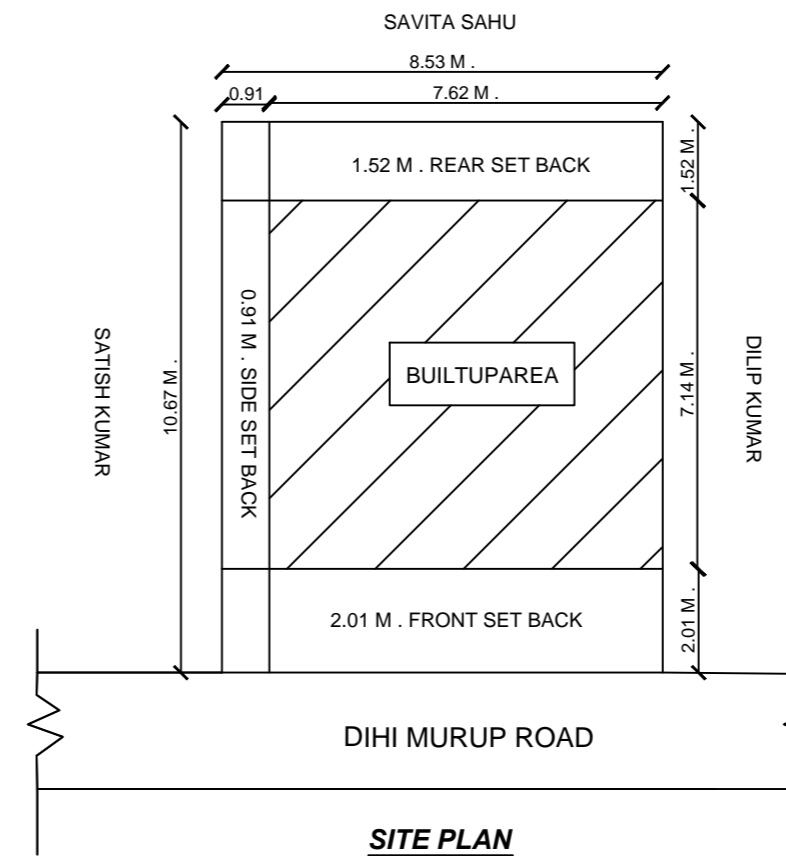 SAVITA SAHU
8.53 M .
0.91
7.62 M .
1.52 M . REAR SET BACK
1.52 M .
SATISH KUMAR
10.67 M .
0.91 M . SIDE SET BACK
BUILTUPAREA
7.14 M .
DILIP KUMAR
2.01 M . FRONT SET BACK
2.01 M .
DIHI MURUP ROAD
SITE PLAN